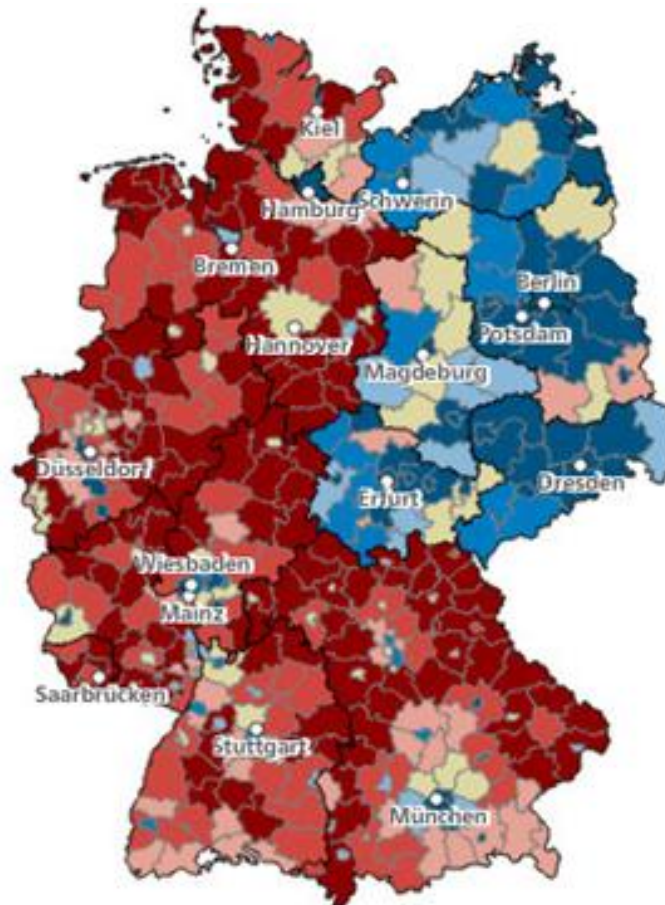 Kiel
Hamburg
Schwerin
Bremen
Berlin
Potsdam
Hannover
Magdeburg
Düsseldorf
Erfurt
Dresden
Wiesbaden
Mainz
Saarbrücken
Stuttgart
München